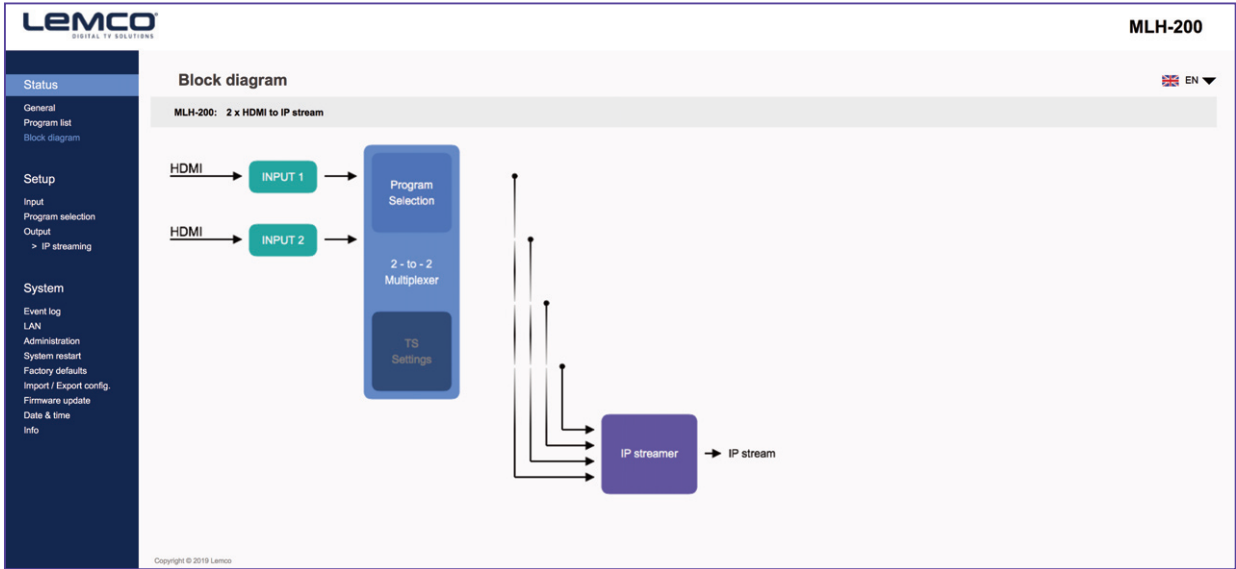 LEMCO
DIGITAL TV SOLUTIONS
MLH-200
Status
General
Program list
Block diagram
Setup
Input
Program selection
Output
> IP streaming
System
Event log
LAN
Administration
System restart
Factory defaults
Import / Export config.
Firmware update
Date & time
Info
Block diagram
EN
MLH-200: 2 x HDMI to IP stream
HDMI
INPUT 1
HDMI
INPUT 2
Program
Selection
2 - to - 2
Multiplexer
TS
Settings
IP streamer
IP stream
Copyright © 2019 Lemco